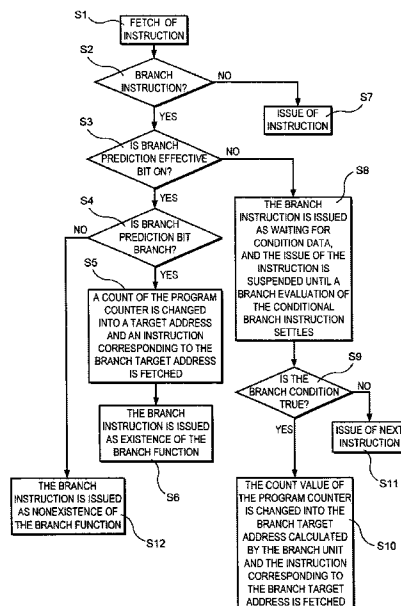 S1
FETCH OF
INSTRUCTION
S2
BRANCH
INSTRUCTION?
NO
YES
S7
ISSUE OF
INSTRUCTION
S3
IS BRANCH
PREDICTION EFFECTIVE
BIT ON?
NO
YES
S8
THE BRANCH
INSTRUCTION IS ISSUED
AS WAITING FOR
CONDITION DATA,
AND THE ISSUE OF THE
INSTRUCTION IS
SUSPENDED UNTIL A
BRANCH EVALUATION OF
THE CONDITIONAL
BRANCH INSTRUCTION
SETTLES
S4
IS BRANCH
PREDICTION BIT
BRANCH?
NO
YES
S5
A COUNT OF THE PROGRAM
COUNTER IS CHANGED
INTO A TARGET ADDRESS
AND AN INSTRUCTION
CORRESPONDING TO THE
BRANCH TARGET ADDRESS
IS FETCHED
S9
IS THE
BRANCH CONDITION
TRUE?
NO
YES
THE BRANCH
INSTRUCTION IS ISSUED
AS EXISTENCE OF THE
BRANCH FUNCTION
S6
ISSUE OF NEXT
INSTRUCTION
S11
THE BRANCH
INSTRUCTION IS ISSUED
AS NONEXISTENCE OF
THE BRANCH FUNCTION
S12
THE COUNT VALUE OF
THE PROGRAM COUNTER
IS CHANGED INTO THE
BRANCH TARGET
ADDRESS CALCULATED
BY THE BRANCH UNIT
AND THE INSTRUCTION
CORRESPONDING TO
THE BRANCH TARGET
ADDRESS IS FETCHED
S10